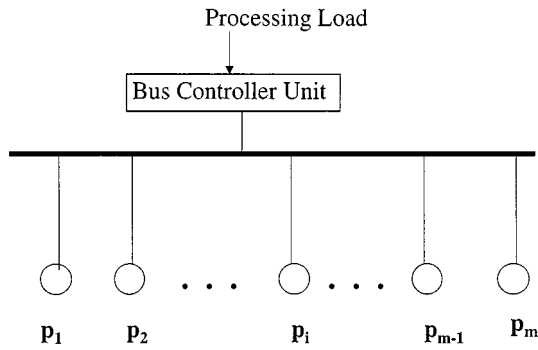 Processing Load
Bus Controller Unit
. . . . . .
p1 p2 pi pm-1 pm